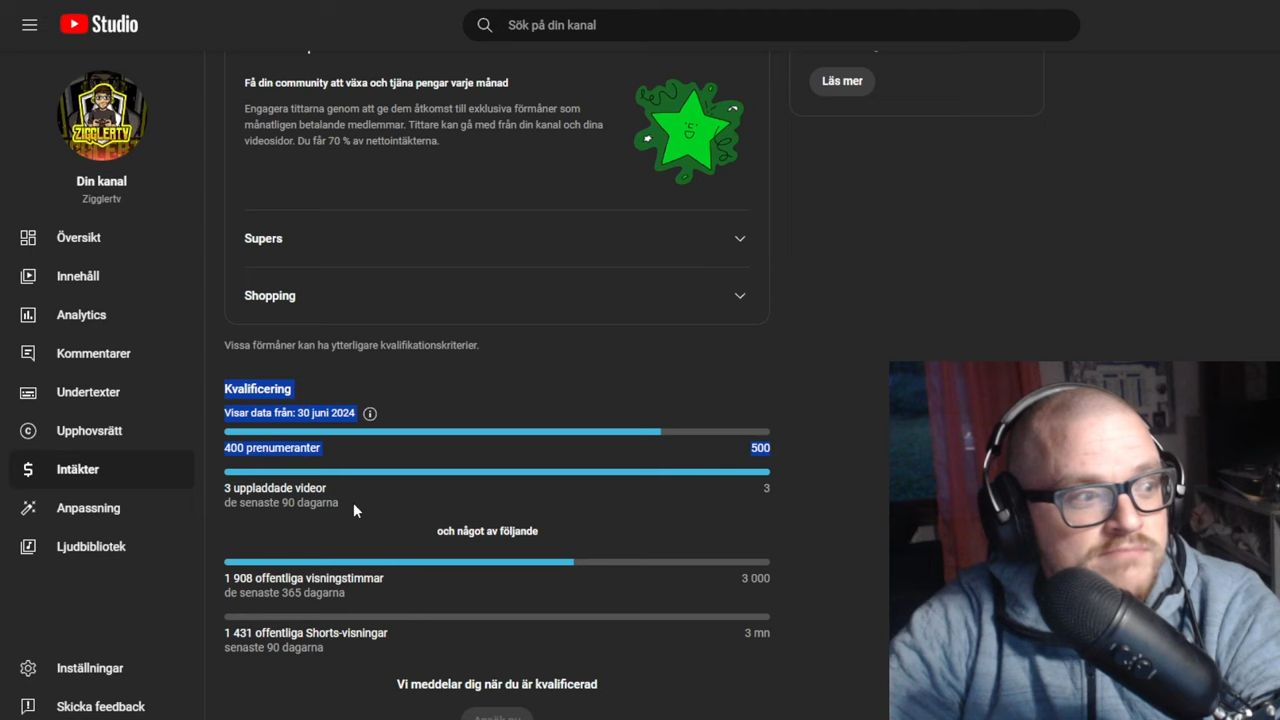 Studio
Sök på din kanal
ZIGGLERTV
Din kanal
Zigglertv
Översikt
Innehåll
Analytics
Kommentarer
Undertexter
Upphovsrätt
Intäkter
Anpassning
Ljudbibliotek
Inställningar
Skicka feedback
Få din community att växa och tjäna pengar varje månad
Engagera tittarna genom att ge dem åtkomst till exklusiva förmåner som
månatligen betalande medlemmar. Tittare kan gå med från din kanal och dina
videosidor. Du får 70 % av nettointäkterna.
Supers
Shopping
Läs mer
Vissa förmåner kan ha ytterligare kvalifikationskriterier.
Kvalificering
Visar data från: 30 juni 2024
400 prenumeranter 500
3 uppladdade videor 3
de senaste 90 dagarna
och något av följande
1 908 offentliga visningstimmar 3 000
de senaste 365 dagarna
1 431 offentliga Shorts-visningar 3 mn
senaste 90 dagarna
Vi meddelar dig när du är kvalificerad